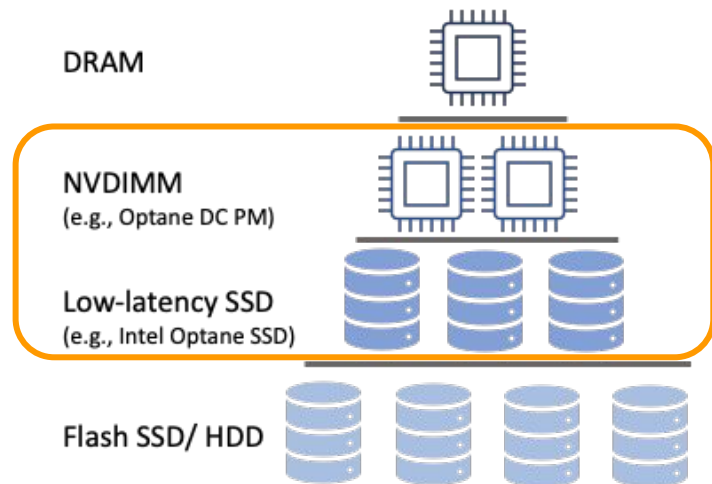 DRAM
NVDIMM
(e.g., Optane DC PM)
Low-latency SSD
(e.g., Intel Optane SSD)
Flash SSD/ HDD